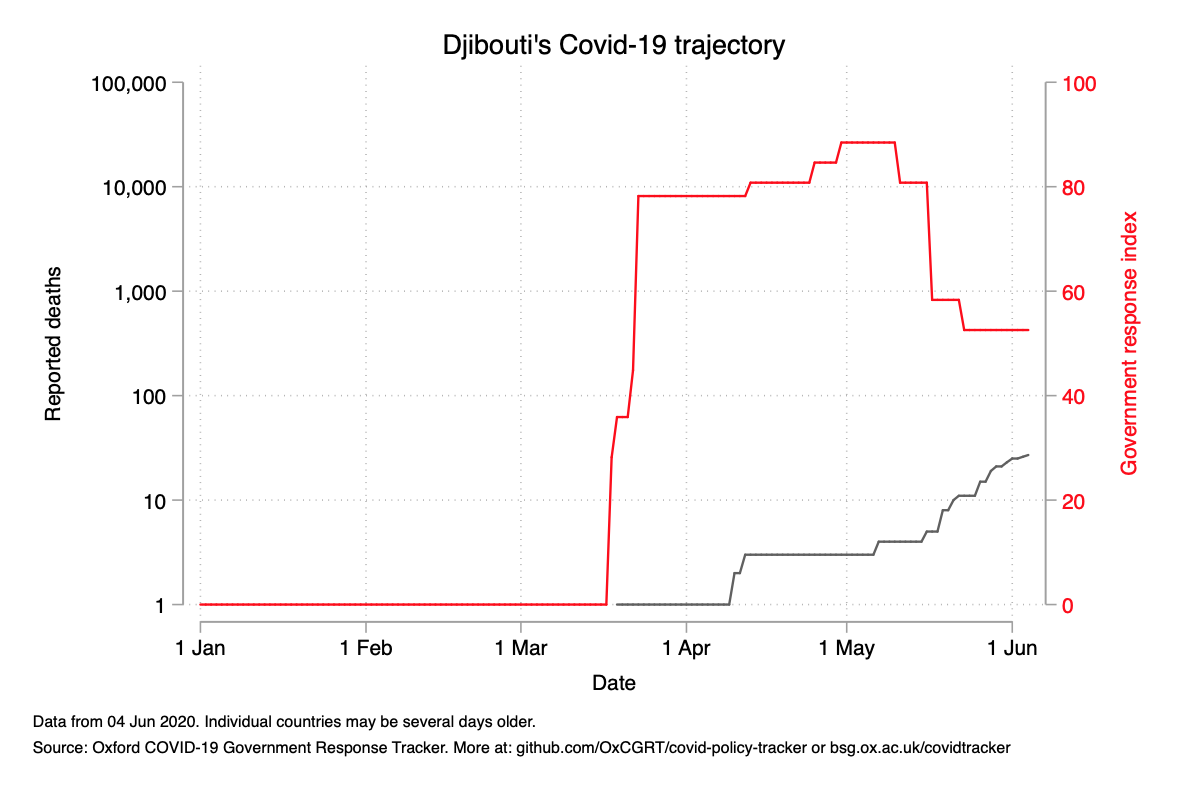 Djibouti's Covid-19 trajectory
100,000
10,000
1,000
100
10
1
Reported deaths
100
80
60
40
20
0
Government response index
1 Jan 1 Feb 1 Mar 1 Apr 1 May 1 Jun
Date
Data from 04 Jun 2020. Individual countries may be several days older.
Source: Oxford COVID-19 Government Response Tracker. More at: github.com/OxCGRT/covid-policy-tracker or bsg.ox.ac.uk/covidtracker